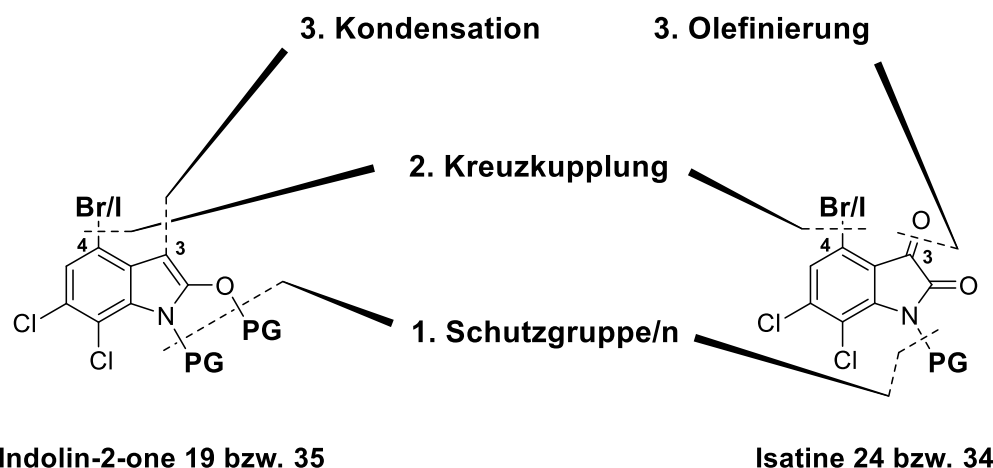 3. Kondensation
3. Olefinierung
2. Kreuzkupplung
Br/I
4
3
O
N
PG
PG
Cl
Cl
1. Schutzgruppe/n
Br/I
4
O
3
O
N
PG
Cl
Cl
Indolin-2-one 19 bzw. 35
Isatine 24 bzw. 34